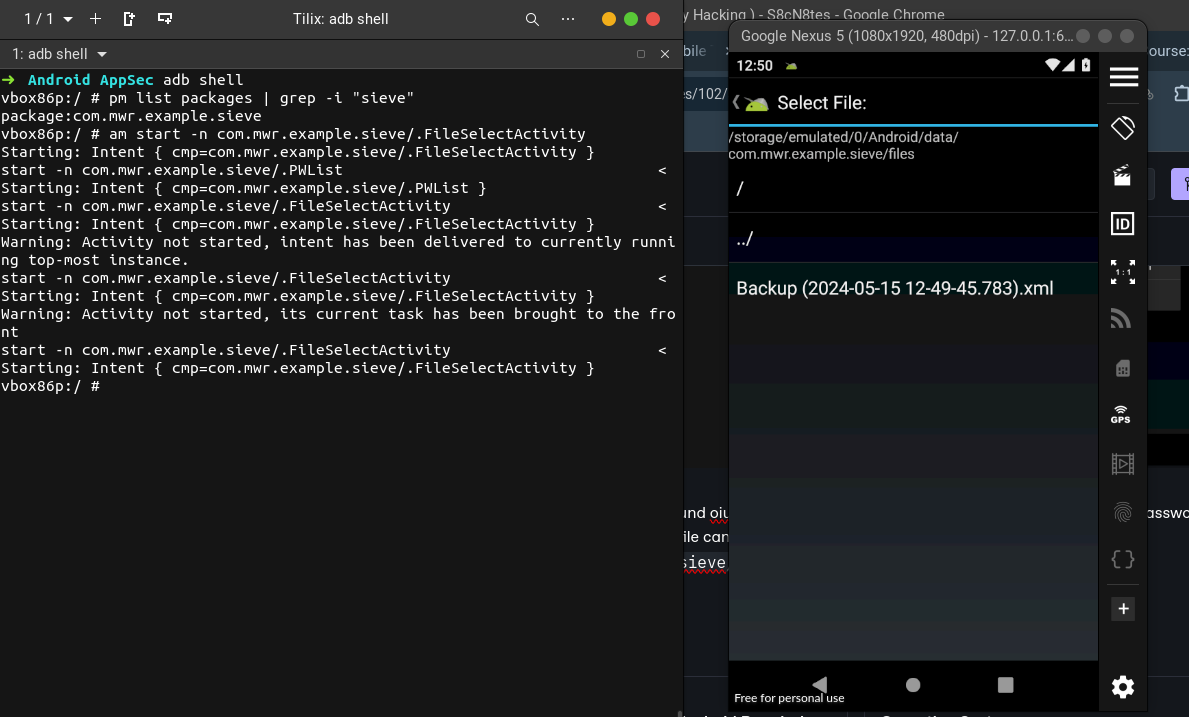 1 / 1
Tilix: adb shell
y Hacking ) - S8cN8tes - Google Chrome
1: adb shell
➜ Android AppSec adb shell
vbox86p:/ # pm list packages | grep -i "sieve"
package:com.mwr.example.sieve
vbox86p:/ # am start -n com.mwr.example.sieve/.FileSelectActivity
Starting: Intent { cmp=com.mwr.example.sieve/.FileSelectActivity }
start -n com.mwr.example.sieve/.PWList <
Starting: Intent { cmp=com.mwr.example.sieve/.PWList }
start -n com.mwr.example.sieve/.FileSelectActivity <
Starting: Intent { cmp=com.mwr.example.sieve/.FileSelectActivity }
Warning: Activity not started, intent has been delivered to currently runni
ng top-most instance.
start -n com.mwr.example.sieve/.FileSelectActivity <
Starting: Intent { cmp=com.mwr.example.sieve/.FileSelectActivity }
Warning: Activity not started, its current task has been brought to the fro
nt
start -n com.mwr.example.sieve/.FileSelectActivity <
Starting: Intent { cmp=com.mwr.example.sieve/.FileSelectActivity }
vbox86p:/ #
Google Nexus 5 (1080x1920, 480dpi) - 127.0.0.1:6...
12:50
Select File:
/storage/emulated/0/Android/data/
com.mwr.example.sieve/files
/
../
Backup (2024-05-15 12-49-45.783).xml
Free for personal use
ID
1 : 1
GPS
bile
ourse:
es/102/
und oiu
asswo
ile can
sieve